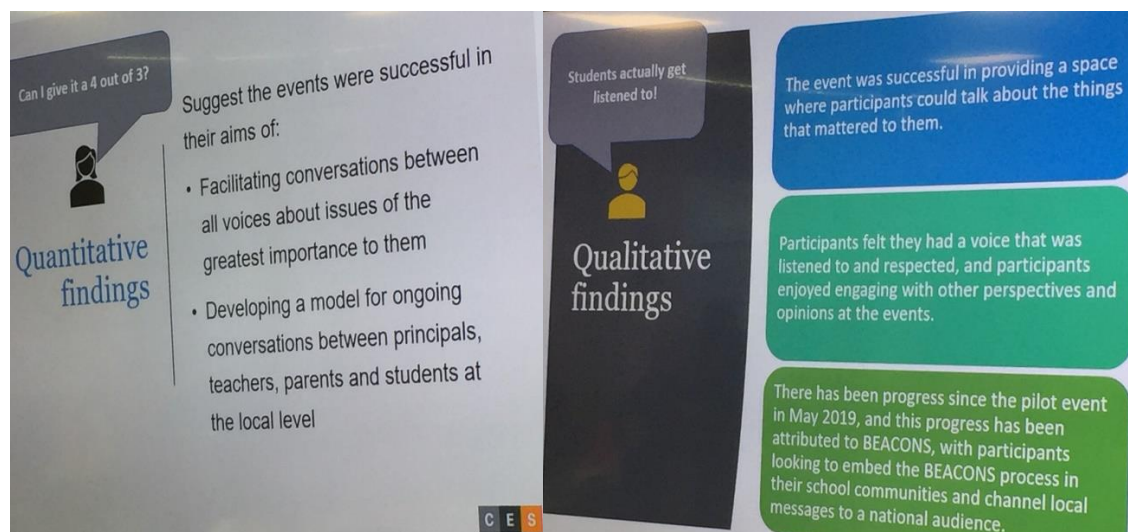 Can I give it a 4 out of 3?
Quantitative
findings
Suggest the events were successful in
their aims of:
• Facilitating conversations between
all voices about issues of the
greatest importance to them
• Developing a model for ongoing
conversations between principals,
teachers, parents and students at
the local level
CES
Students actually get
listened to!
Qualitative
findings
The event was successful in providing a space
where participants could talk about the things
that mattered to them.
Participants felt they had a voice that was
listened to and respected, and participants
enjoyed engaging with other perspectives and
opinions at the events.
There has been progress since the pilot event
in May 2019, and this progress has been
attributed to BEACONS, with participants
looking to embed the BEACONS process in
their school communities and channel local
messages to a national audience.